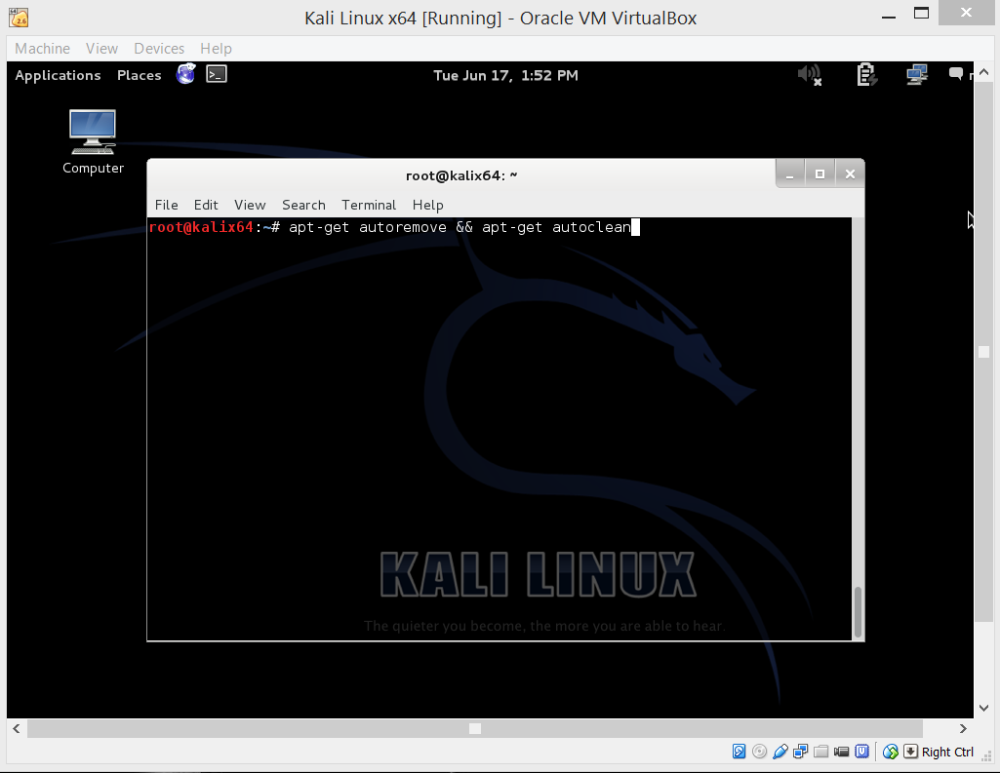 Kali Linux x64 [Running] - Oracle VM VirtualBox
Machine View Devices Help
Applications Places >_ Tue Jun 17, 1:52 PM
Computer
root@kalix64: ~
File Edit View Search Terminal Help
root@kalix64:~# apt-get autoremove && apt-get autoclean
KALI LINUX
The quieter you become, the more you are able to hear.
Right Ctrl